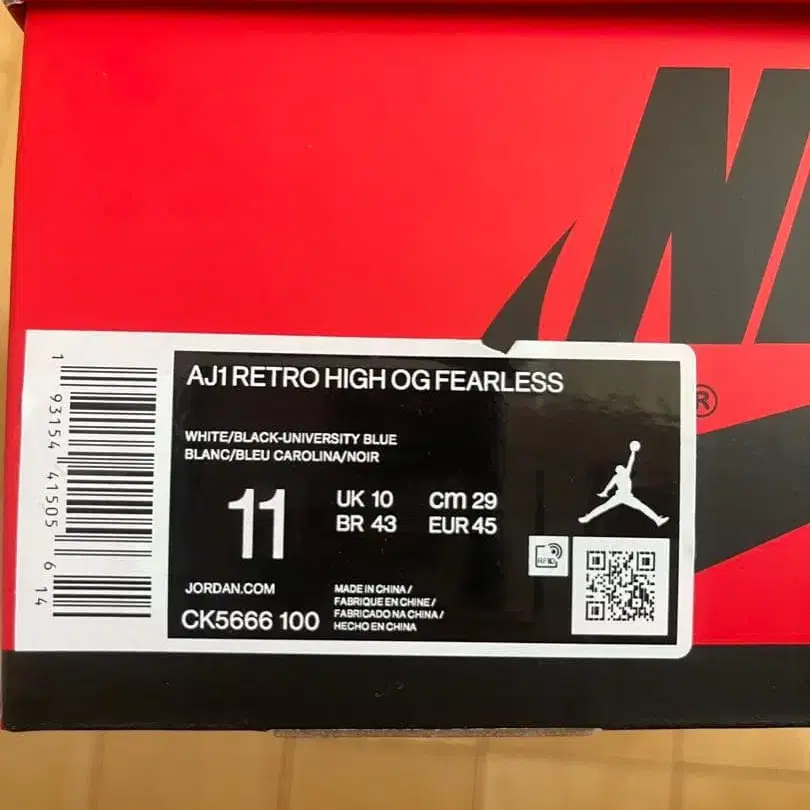 NI
®
AJ1 RETRO HIGH OG FEARLESS
WHITE/BLACK-UNIVERSITY BLUE
BLANC/BLEU CAROLINA/NOIR
11
UK 10 cm 29
BR 43 EUR 45
RFID
JORDAN.COM
CK5666 100
MADE IN CHINA /
FABRIQUE EN CHINE /
FABRICADO NA CHINA /
HECHO EN CHINA
1 93154 41505 6 14